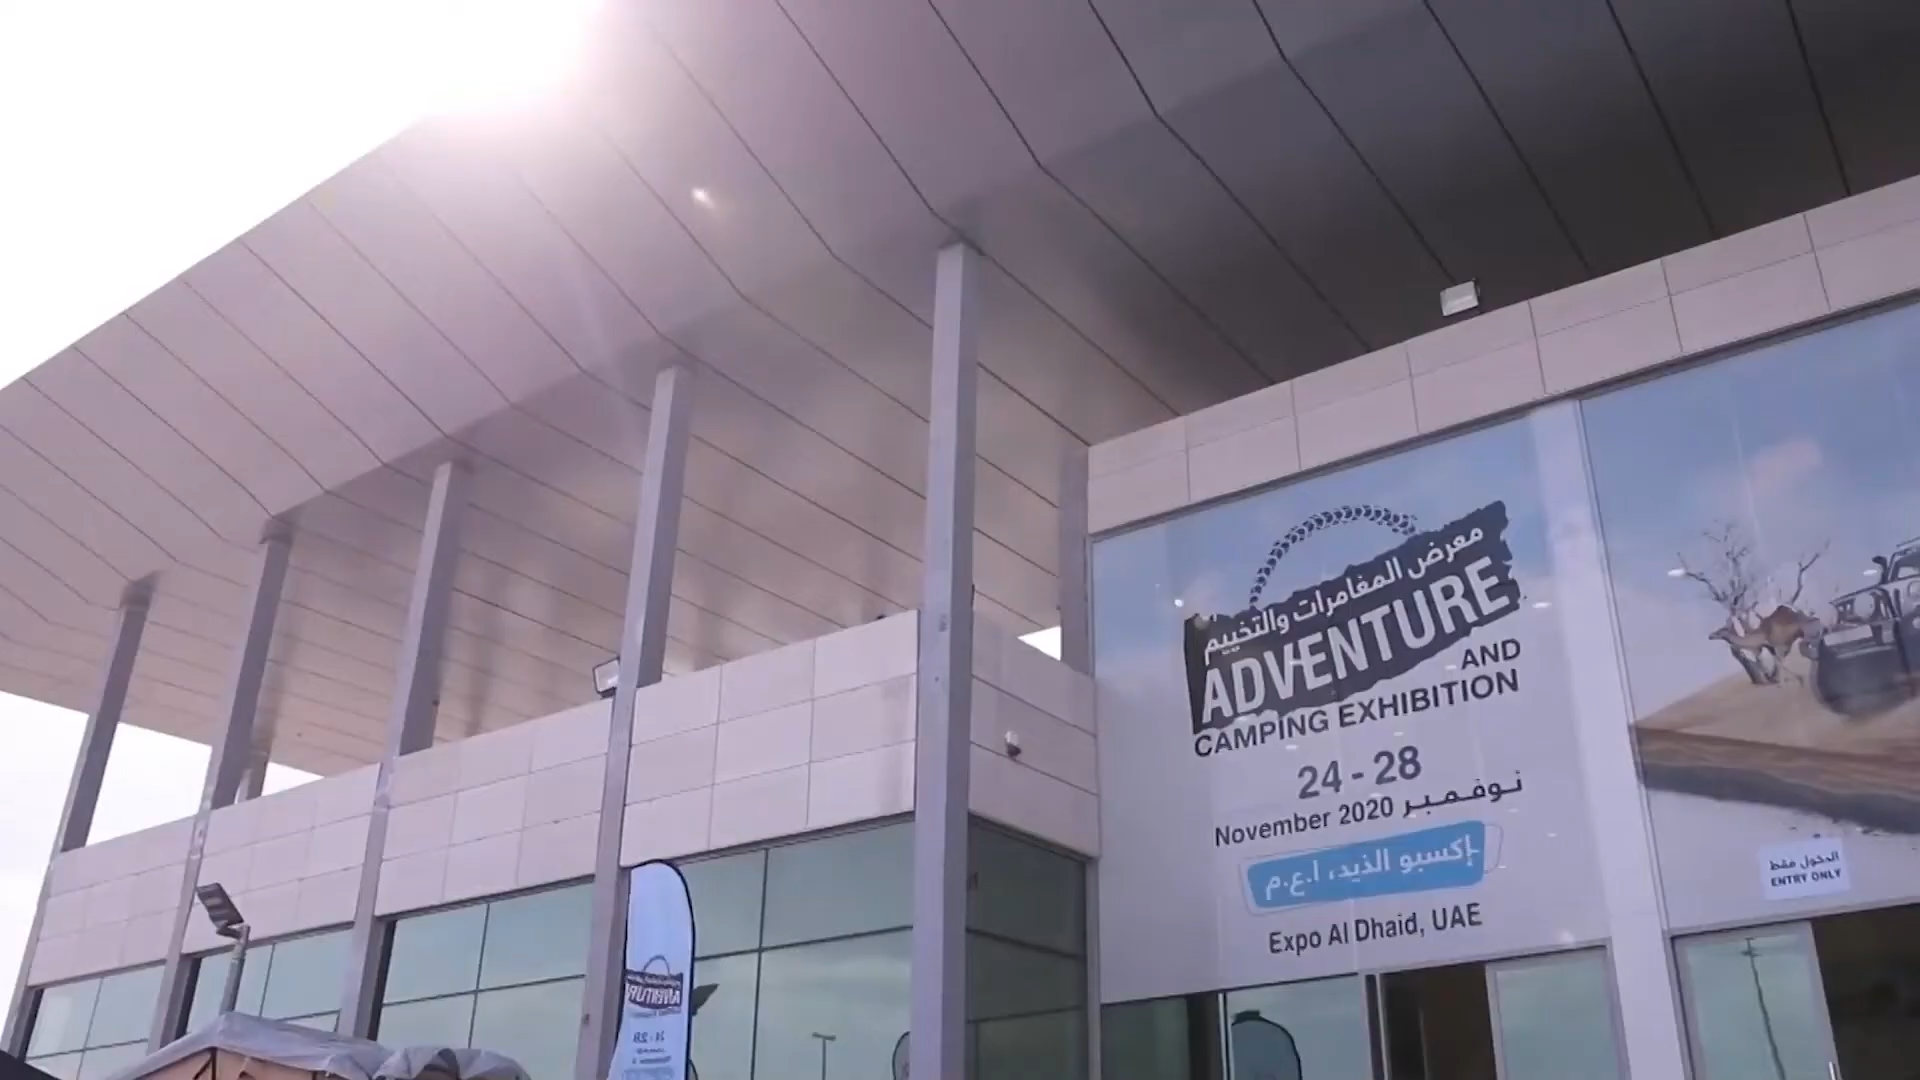 معرض المغامرات والتخييم
ADVENTURE
AND
CAMPING EXHIBITION
24 - 28
November 2020 نوفمبر
إكسبو الذيد، ا.ع.م
Expo Al Dhaid, UAE
الدخول فقط
ENTRY ONLY